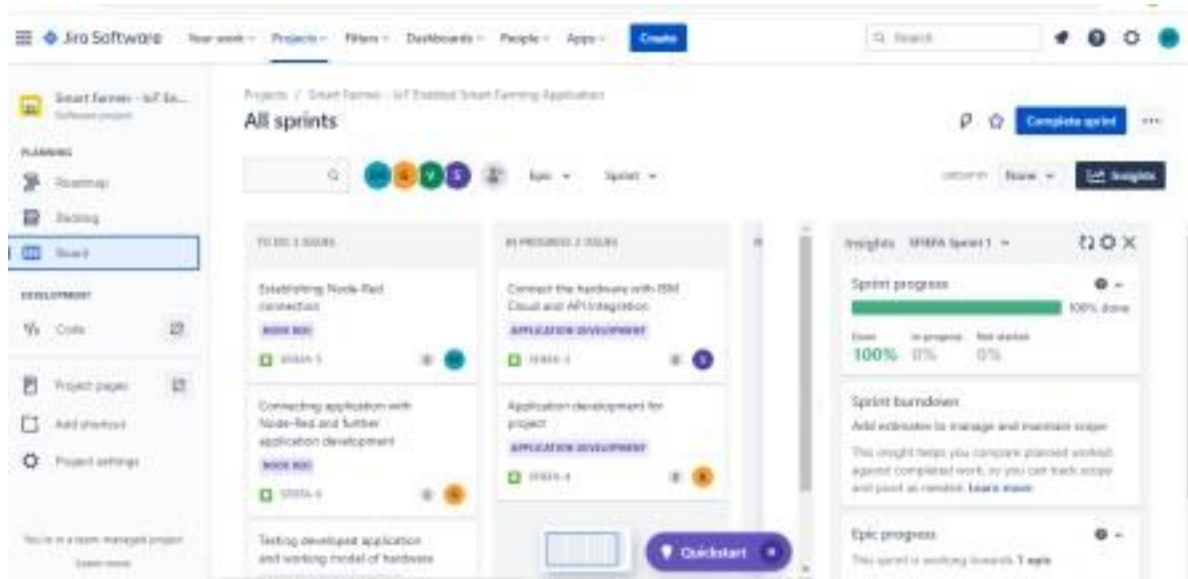 Jira Software
Your work
Projects
Filters
Dashboards
People
Apps
Create
Search
Smart Farmer - IoT En...
Software project
PLANNING
Roadmap
Backlog
Board
DEVELOPMENT
Code
Project pages
Add shortcut
Project settings
You're in a team-managed project
Learn more
Projects / Smart Farmer - IoT Enabled Smart Farming Application
All sprints
Complete sprint
G V S
Epic
Sprint
GROUP BY
None
Insights
TO DO 3 ISSUES
Establishing Node-Red
connection
NODE RED
Connecting application with
Node-Red and further
application development
NODE RED
Testing developed application
and working model of hardware
IN PROGRESS 2 ISSUES
Connect the hardware with IBM
Cloud and API Integration
APPLICATION DEVELOPMENT
S
Application development for
project
APPLICATION DEVELOPMENT
Quickstart
Insights
Sprint 1
Sprint progress
100% done
Done In progress Not started
100% 0% 0%
Sprint burndown
Add estimates to manage and maintain scope
This insight helps you compare planned worked
against completed work, so you can track scope
and pivot as needed. Learn more
Epic progress
This sprint is working towards 1 epic